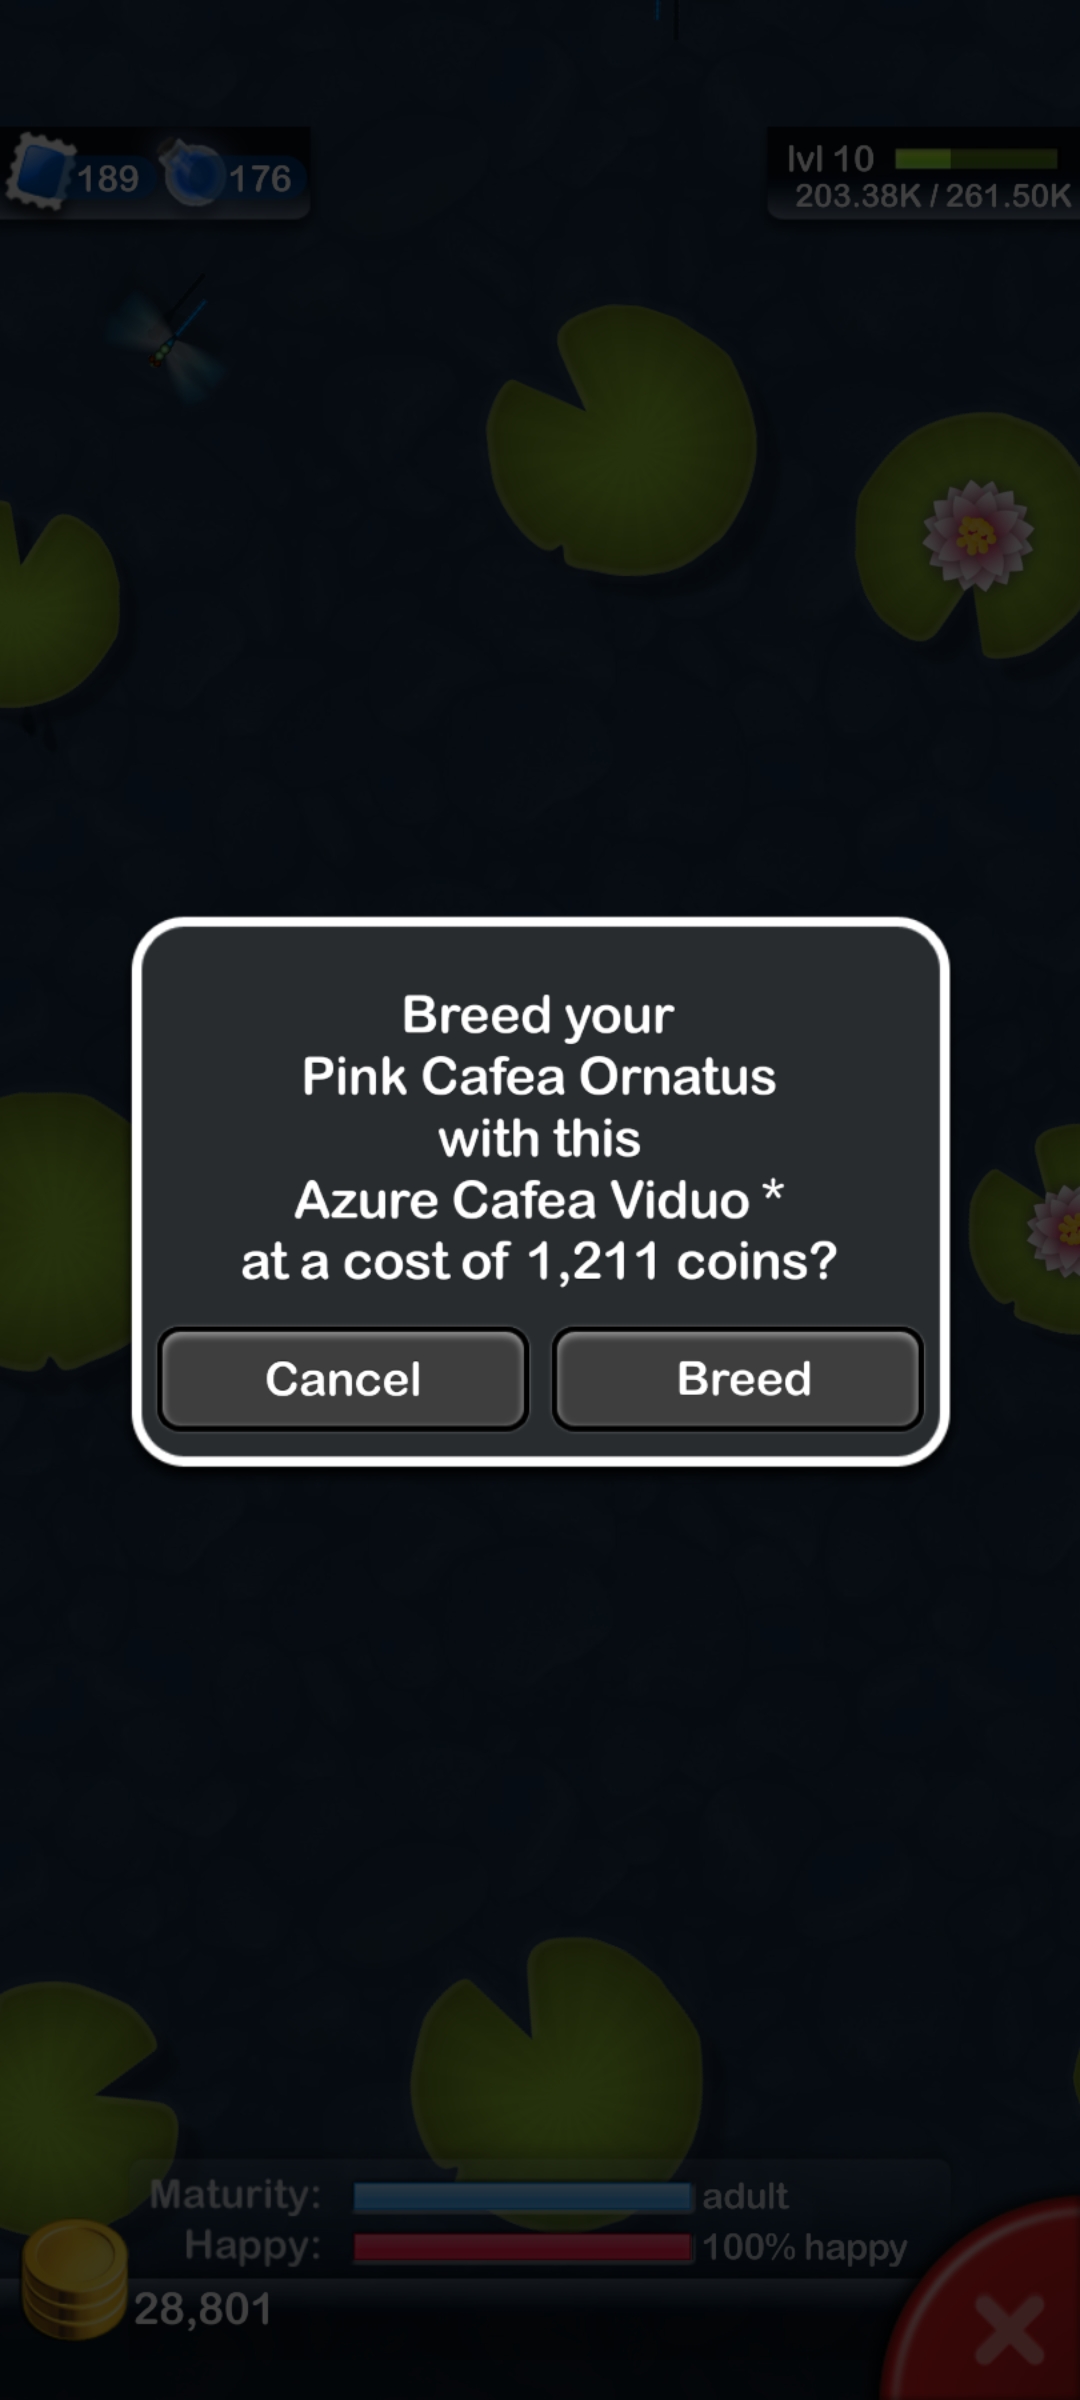 189 176
lvl 10
203.38K / 261.50K
Breed your
Pink Cafea Ornatus
with this
Azure Cafea Viduo *
at a cost of 1,211 coins?
Cancel Breed
Maturity: adult
Happy: 100% happy
28,801